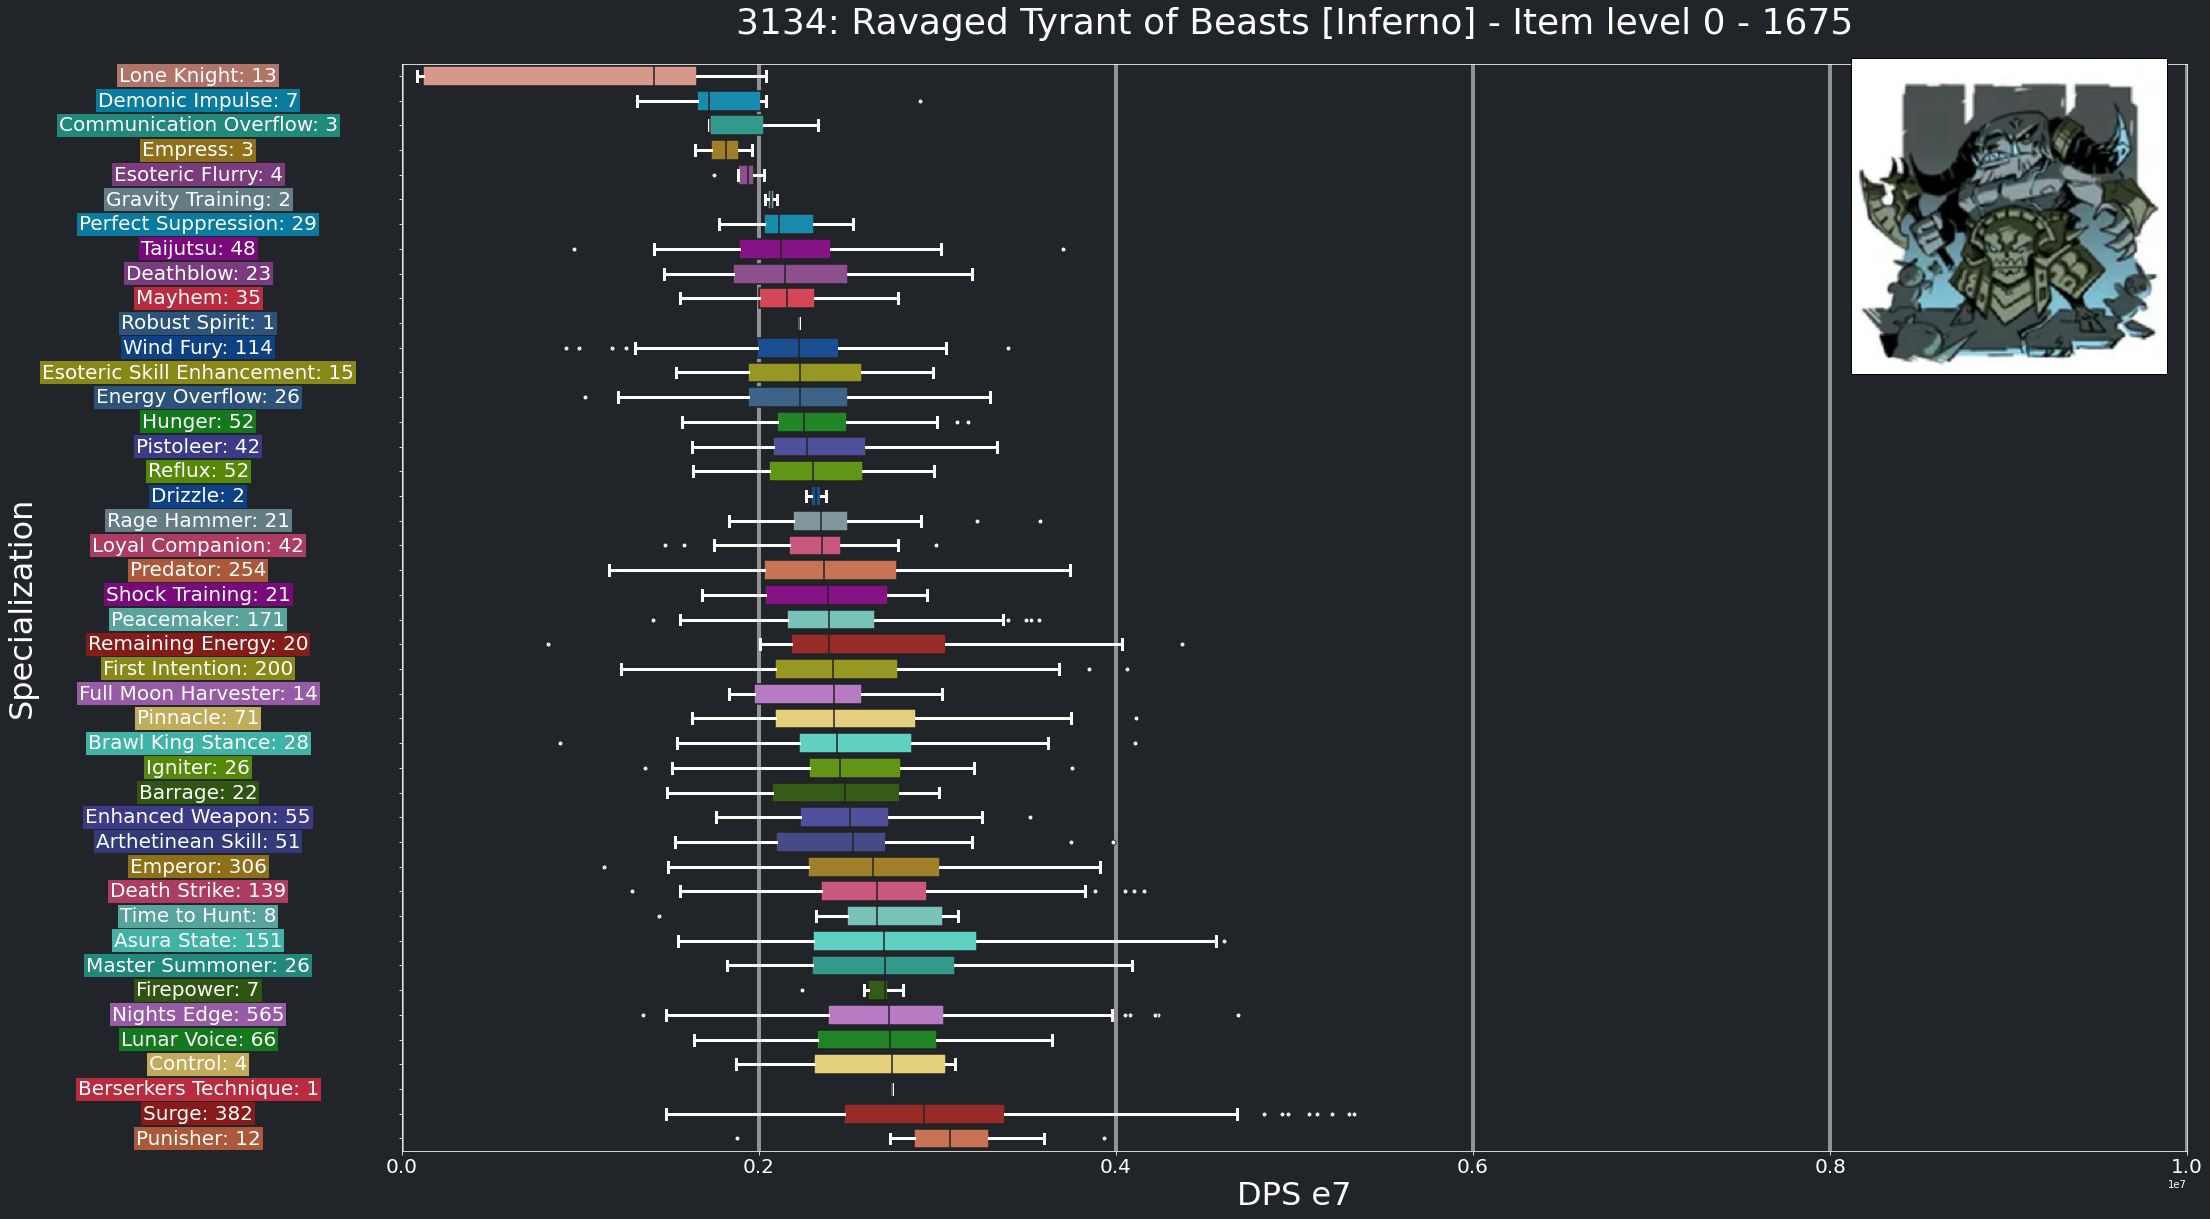 3134: Ravaged Tyrant of Beasts [Inferno] - Item level 0 - 1675
Specialization
Lone Knight: 13
Demonic Impulse: 7
Communication Overflow: 3
Empress: 3
Esoteric Flurry: 4
Gravity Training: 2
Perfect Suppression: 29
Taijutsu: 48
Deathblow: 23
Mayhem: 35
Robust Spirit: 1
Wind Fury: 114
Esoteric Skill Enhancement: 15
Energy Overflow: 26
Hunger: 52
Pistoleer: 42
Reflux: 52
Drizzle: 2
Rage Hammer: 21
Loyal Companion: 42
Predator: 254
Shock Training: 21
Peacemaker: 171
Remaining Energy: 20
First Intention: 200
Full Moon Harvester: 14
Pinnacle: 71
Brawl King Stance: 28
Igniter: 26
Barrage: 22
Enhanced Weapon: 55
Arthetinean Skill: 51
Emperor: 306
Death Strike: 139
Time to Hunt: 8
Asura State: 151
Master Summoner: 26
Firepower: 7
Nights Edge: 565
Lunar Voice: 66
Control: 4
Berserkers Technique: 1
Surge: 382
Punisher: 12
0.0 0.2 0.4 0.6 0.8 1.0
1e7
DPS e7